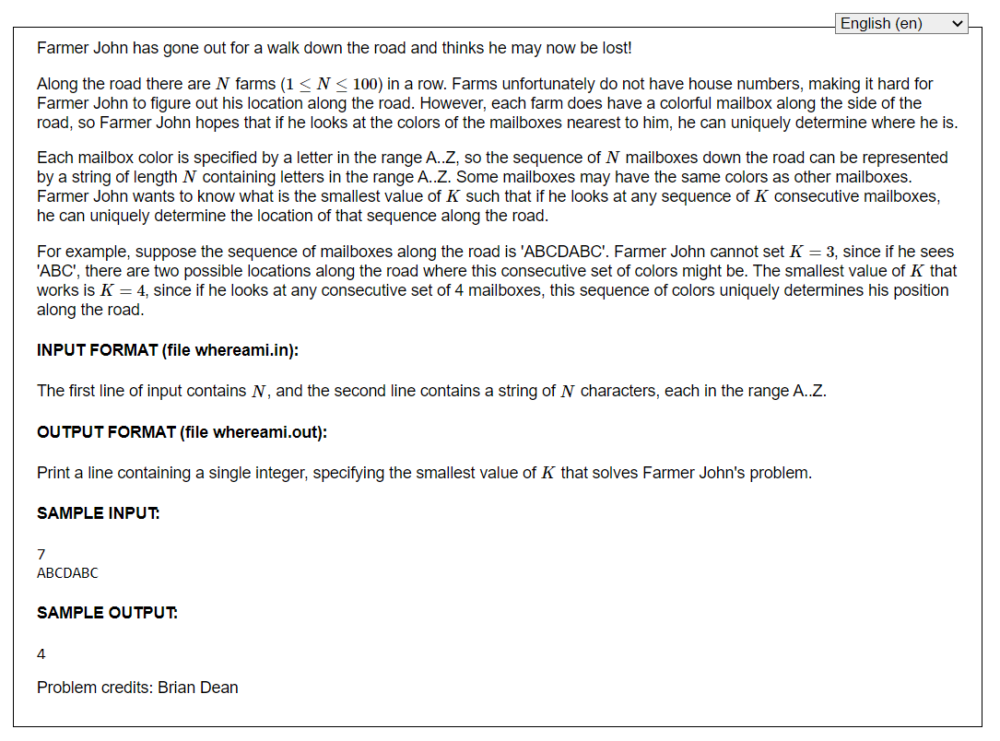 English (en)
Farmer John has gone out for a walk down the road and thinks he may now be lost!
Along the road there are N farms (1 ≤ N ≤ 100) in a row. Farms unfortunately do not have house numbers, making it hard for
Farmer John to figure out his location along the road. However, each farm does have a colorful mailbox along the side of the
road, so Farmer John hopes that if he looks at the colors of the mailboxes nearest to him, he can uniquely determine where he is.
Each mailbox color is specified by a letter in the range A..Z, so the sequence of N mailboxes down the road can be represented
by a string of length N containing letters in the range A..Z. Some mailboxes may have the same colors as other mailboxes.
Farmer John wants to know what is the smallest value of K such that if he looks at any sequence of K consecutive mailboxes,
he can uniquely determine the location of that sequence along the road.
For example, suppose the sequence of mailboxes along the road is 'ABCDABC'. Farmer John cannot set K = 3, since if he sees
'ABC', there are two possible locations along the road where this consecutive set of colors might be. The smallest value of K that
works is K = 4, since if he looks at any consecutive set of 4 mailboxes, this sequence of colors uniquely determines his position
along the road.
INPUT FORMAT (file whereami.in):
The first line of input contains N, and the second line contains a string of N characters, each in the range A..Z.
OUTPUT FORMAT (file whereami.out):
Print a line containing a single integer, specifying the smallest value of K that solves Farmer John's problem.
SAMPLE INPUT:
7
ABCDABC
SAMPLE OUTPUT:
4
Problem credits: Brian Dean